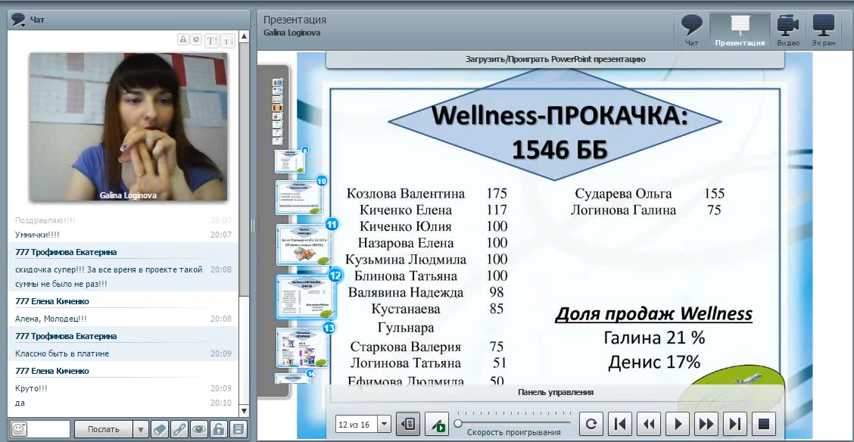 Чат
Galina Loginova
Поздравляю!!!! 20:07
Умнички!!!! 20:07
777 Трофимова Екатерина
скидочка супер!!! За все время в проекте такой
суммы не было не раз!!! 20:08
777 Елена Киченко
Алена, Молодец!!! 20:08
777 Трофимова Екатерина
Классно быть в платине 20:09
777 Елена Киченко
Круто!!! 20:09
да 20:10
Послать
Презентация
Galina Loginova
Чат
Презентация
Видео
Экран
Загрузить/Проиграть PowerPoint презентацию
10
11
12
13
Wellness-ПРОКАЧКА:
1546 ББ
Козлова Валентина 175
Киченко Елена 117
Киченко Юлия 100
Назарова Елена 100
Кузьмина Людмила 100
Блинова Татьяна 100
Валявина Надежда 98
Кустанаева 85
Гульнара
Старкова Валерия 75
Логинова Татьяна 51
Ефимова Людмила 50
Сударева Ольга 155
Логинова Галина 75
Доля продаж Wellness
Галина 21 %
Денис 17%
Панель управления
12 из 16
Скорость проигрывания